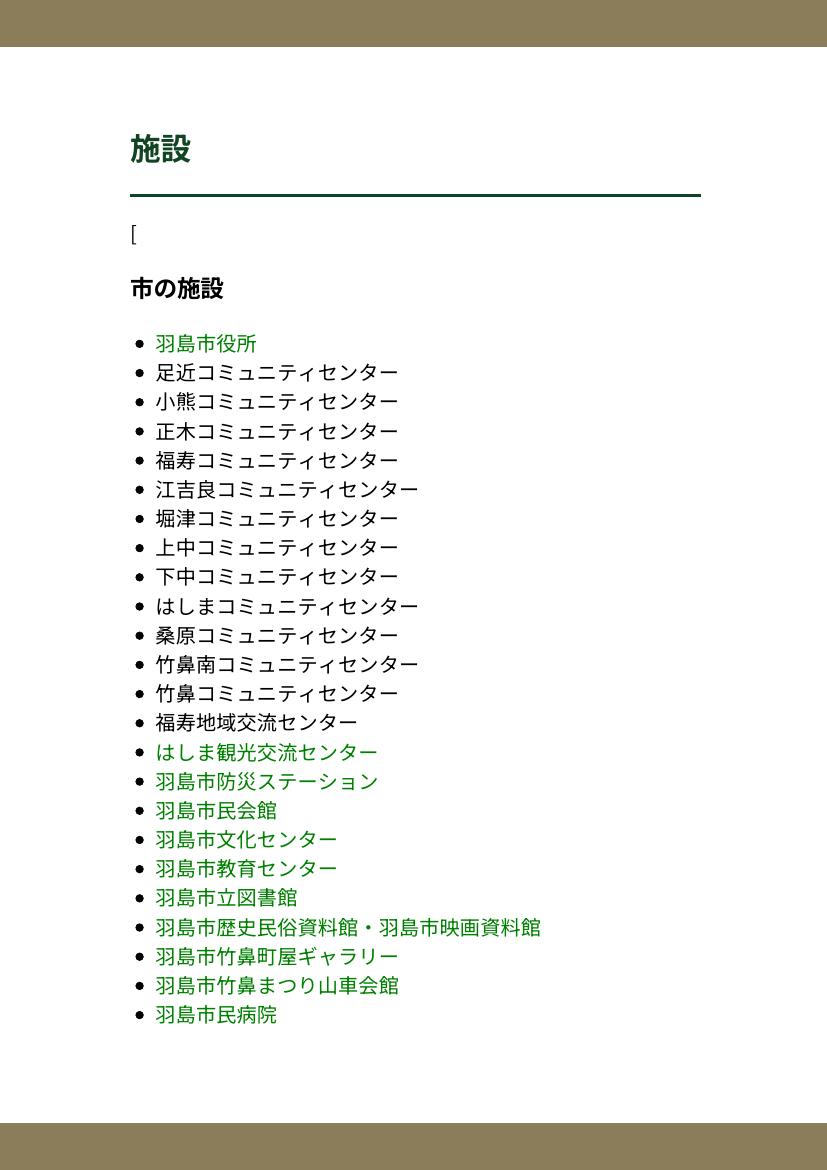 施設
[
市の施設
羽島市役所
足近コミュニティセンター
小熊コミュニティセンター
正木コミュニティセンター
福寿コミュニティセンター
江吉良コミュニティセンター
堀津コミュニティセンター
上中コミュニティセンター
下中コミュニティセンター
はしまコミュニティセンター
桑原コミュニティセンター
竹鼻南コミュニティセンター
竹鼻コミュニティセンター
福寿地域交流センター
はしま観光交流センター
羽島市防災ステーション
羽島市民会館
羽島市文化センター
羽島市教育センター
羽島市立図書館
羽島市歴史民俗資料館・羽島市映画資料館
羽島市竹鼻町屋ギャラリー
羽島市竹鼻まつり山車会館
羽島市民病院